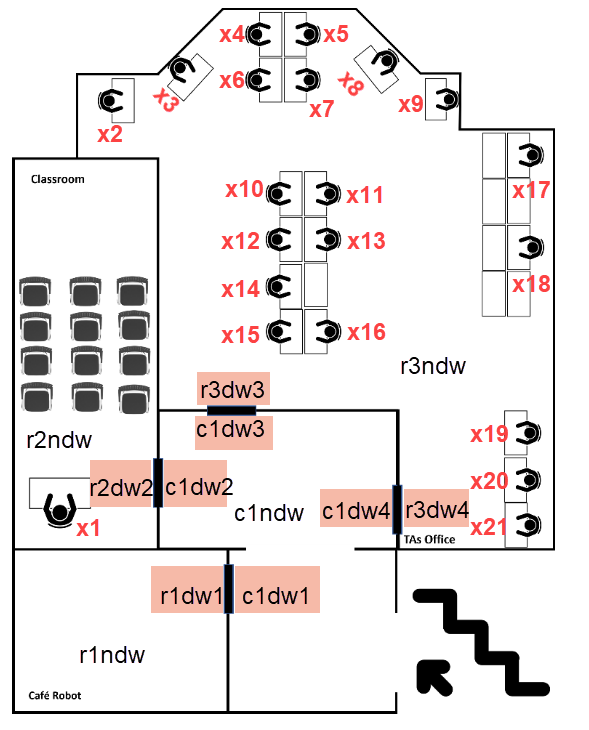 x4
x5
x3
x6
x8
x7
x9
x2
Classroom
x10
x11
x17
x12
x13
x14
x18
x15
x16
r3ndw
r3dw3
c1dw3
r2ndw
x19
r2dw2
c1dw2
x20
c1ndw
c1dw4
r3dw4
x1
x21
TAs Office
r1dw1
c1dw1
r1ndw
Café Robot